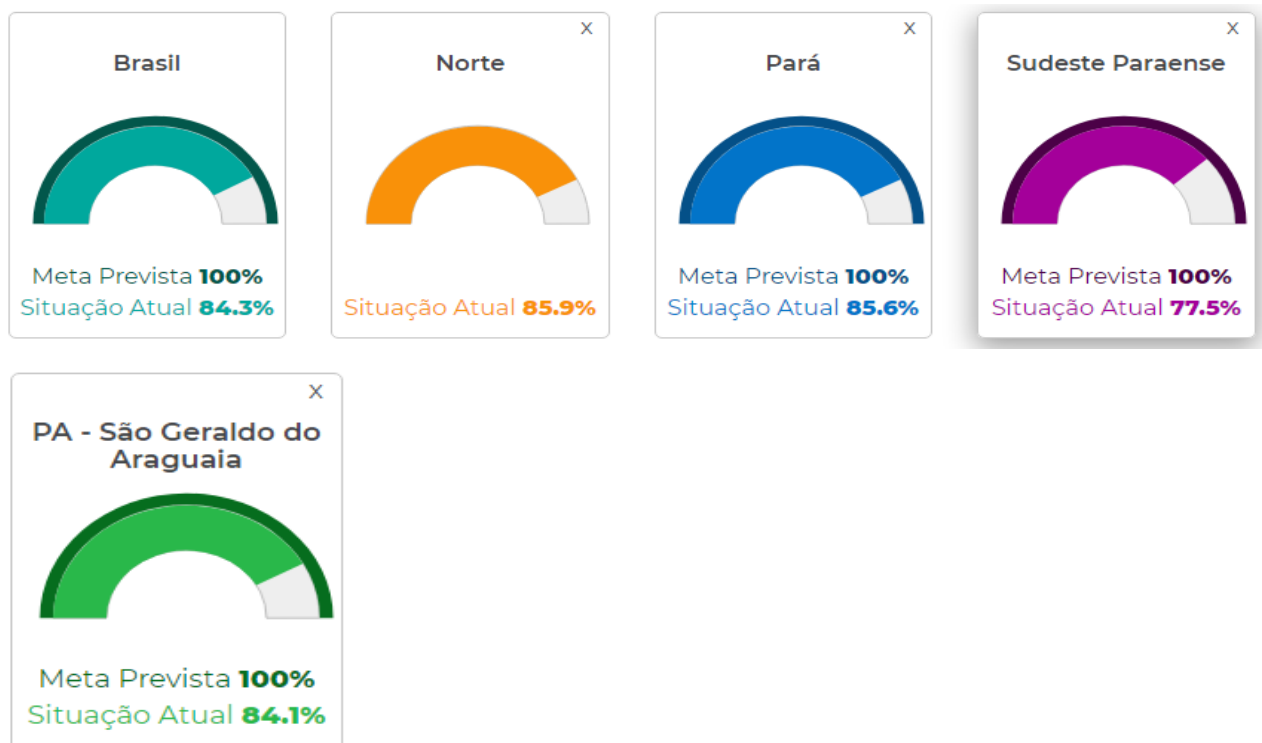 Brasil
Meta Prevista 100%
Situação Atual 84.3%
X
Norte
Situação Atual 85.9%
X
Pará
Meta Prevista 100%
Situação Atual 85.6%
X
Sudeste Paraense
Meta Prevista 100%
Situação Atual 77.5%
X
PA - São Geraldo do
Araguaia
Meta Prevista 100%
Situação Atual 84.1%